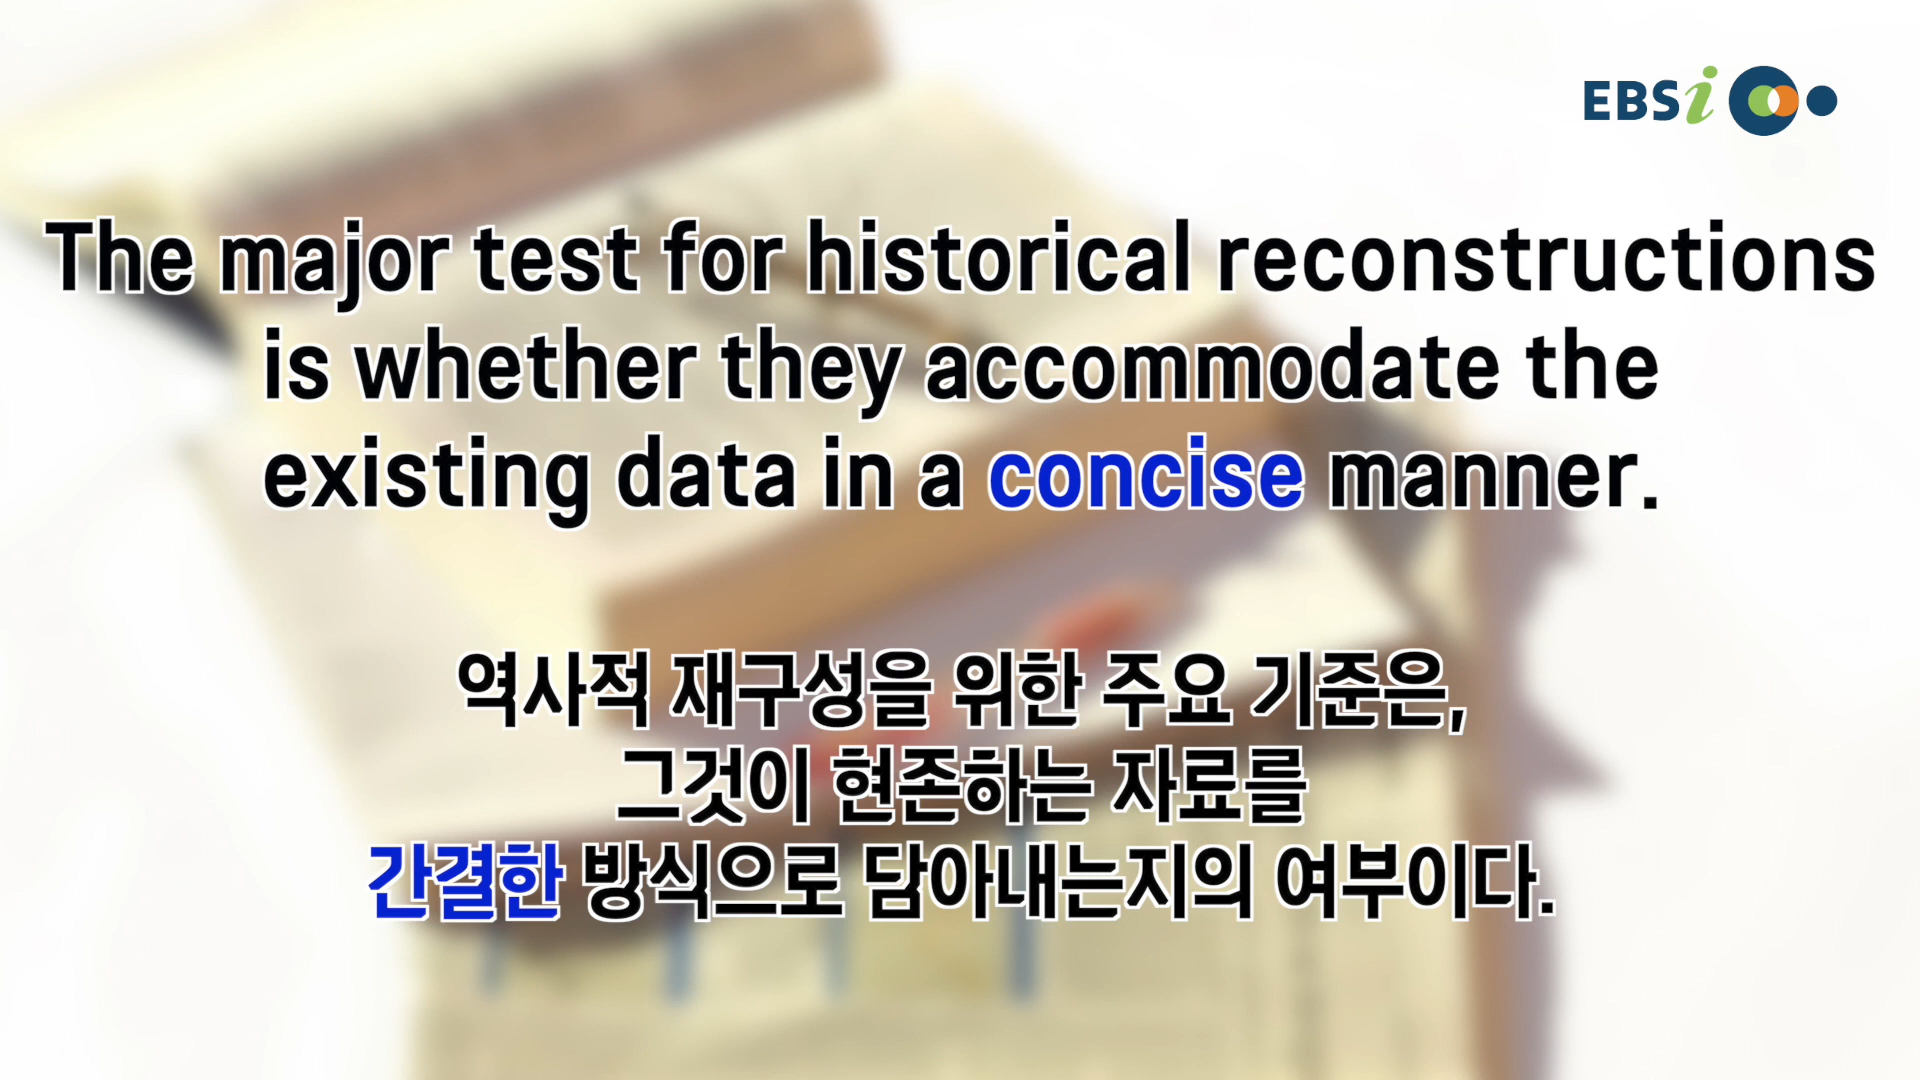 EBSi
The major test for historical reconstructions
is whether they accommodate the
existing data in a concise manner.
역사적 재구성을 위한 주요 기준은,
그것이 현존하는 자료를
간결한 방식으로 담아내는지의 여부이다.